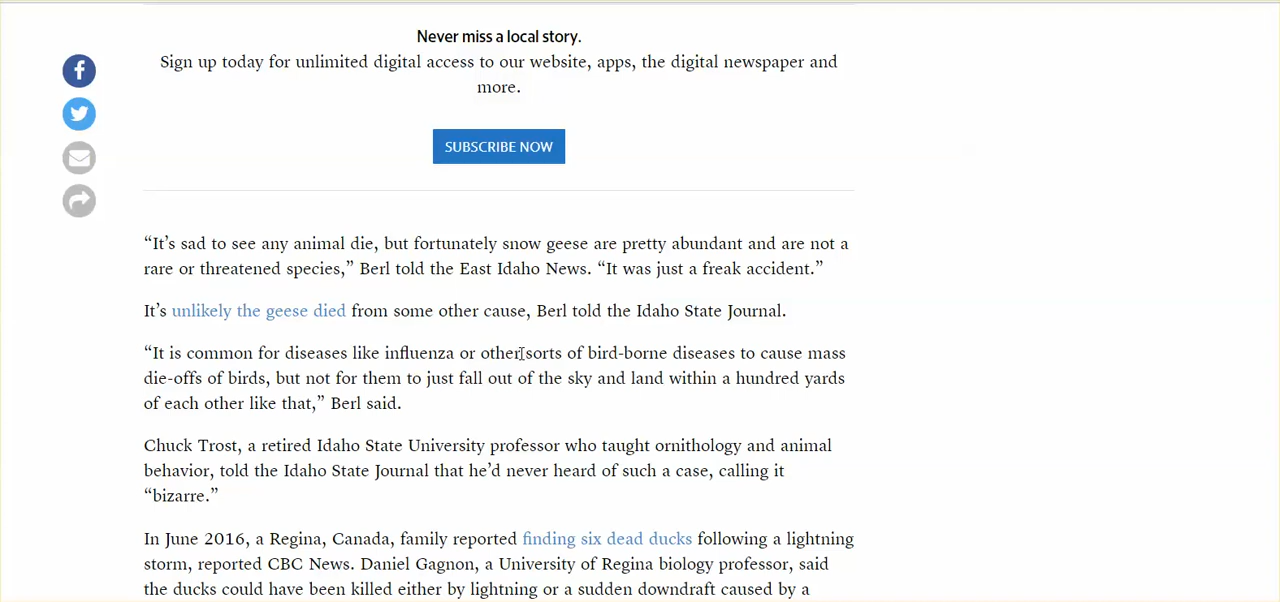 Never miss a local story.
Sign up today for unlimited digital access to our website, apps, the digital newspaper and
more.
SUBSCRIBE NOW
“It’s sad to see any animal die, but fortunately snow geese are pretty abundant and are not a
rare or threatened species,” Berl told the East Idaho News. “It was just a freak accident.”
It’s unlikely the geese died from some other cause, Berl told the Idaho State Journal.
“It is common for diseases like influenza or other sorts of bird-borne diseases to cause mass
die-offs of birds, but not for them to just fall out of the sky and land within a hundred yards
of each other like that,” Berl said.
Chuck Trost, a retired Idaho State University professor who taught ornithology and animal
behavior, told the Idaho State Journal that he’d never heard of such a case, calling it
“bizarre.”
In June 2016, a Regina, Canada, family reported finding six dead ducks following a lightning
storm, reported CBC News. Daniel Gagnon, a University of Regina biology professor, said
the ducks could have been killed either by lightning or a sudden downdraft caused by a